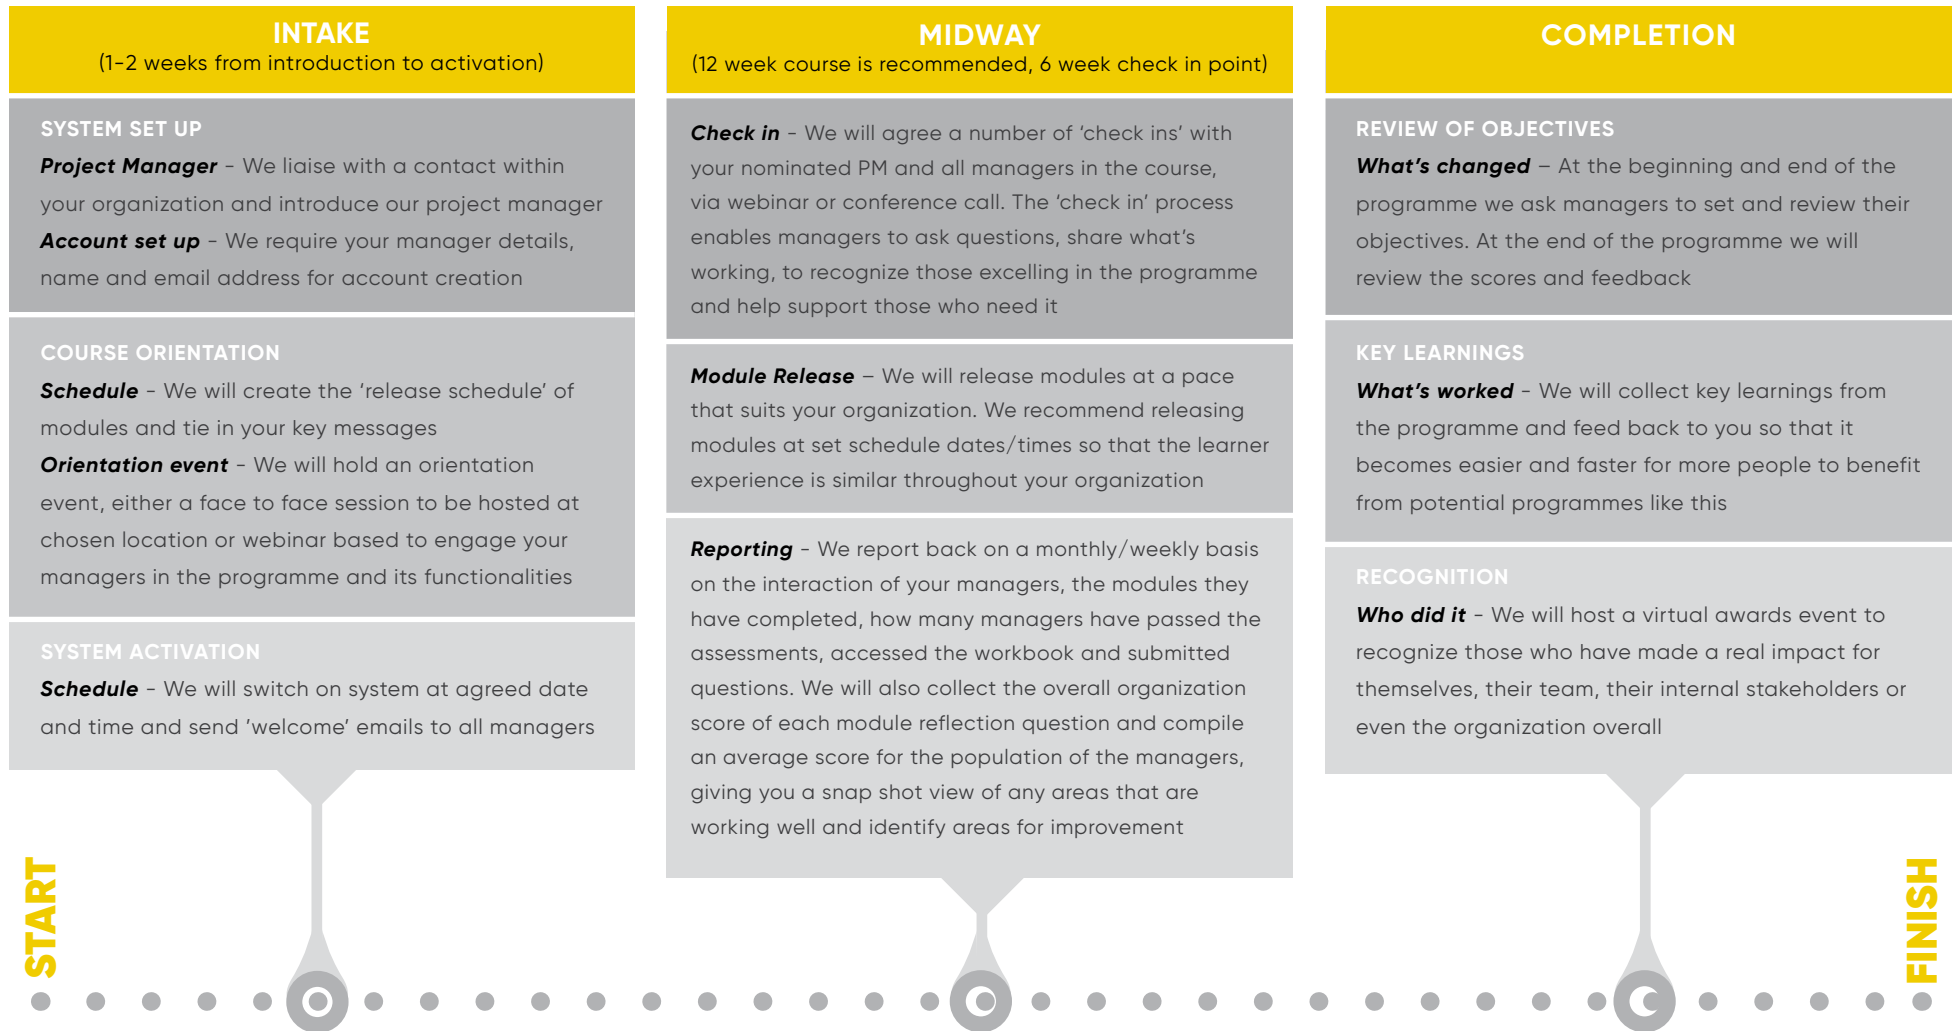 INTAKE
(1-2 weeks from introduction to activation)
SYSTEM SET UP
Project Manager - We liaise with a contact within
your organization and introduce our project manager
Account set up - We require your manager details,
name and email address for account creation
COURSE ORIENTATION
Schedule - We will create the ‘release schedule’ of
modules and tie in your key messages
Orientation event - We will hold an orientation
event, either a face to face session to be hosted at
chosen location or webinar based to engage your
managers in the programme and its functionalities
SYSTEM ACTIVATION
Schedule - We will switch on system at agreed date
and time and send ’welcome’ emails to all managers
MIDWAY
(12 week course is recommended, 6 week check in point)
Check in - We will agree a number of ‘check ins’ with
your nominated PM and all managers in the course,
via webinar or conference call. The ‘check in’ process
enables managers to ask questions, share what’s
working, to recognize those excelling in the programme
and help support those who need it
Module Release – We will release modules at a pace
that suits your organization. We recommend releasing
modules at set schedule dates/times so that the learner
experience is similar throughout your organization
Reporting - We report back on a monthly/weekly basis
on the interaction of your managers, the modules they
have completed, how many managers have passed the
assessments, accessed the workbook and submitted
questions. We will also collect the overall organization
score of each module reflection question and compile
an average score for the population of the managers,
giving you a snap shot view of any areas that are
working well and identify areas for improvement
COMPLETION
REVIEW OF OBJECTIVES
What’s changed – At the beginning and end of the
programme we ask managers to set and review their
objectives. At the end of the programme we will
review the scores and feedback
KEY LEARNINGS
What’s worked - We will collect key learnings from
the programme and feed back to you so that it
becomes easier and faster for more people to benefit
from potential programmes like this
RECOGNITION
Who did it - We will host a virtual awards event to
recognize those who have made a real impact for
themselves, their team, their internal stakeholders or
even the organization overall
START
FINISH